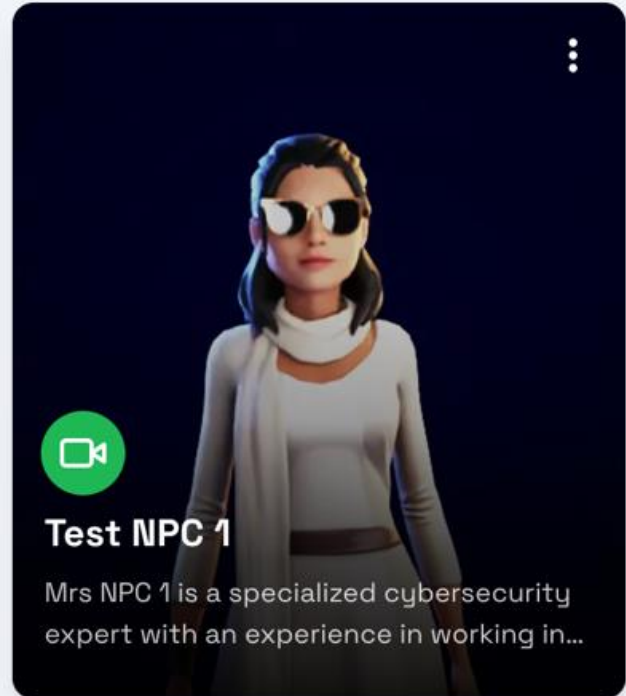 Test NPC 1
Mrs NPC 1 is a specialized cybersecurity
expert with an experience in working in...